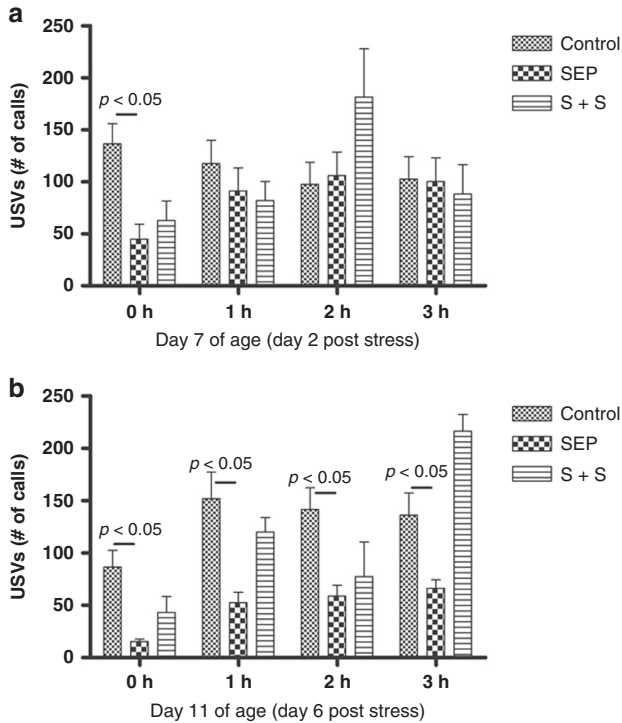 a
250
200
150
100
50
0
USVs (# of calls)
p < 0.05
Control
SEP
S + S
0 h 1 h 2 h 3 h
Day 7 of age (day 2 post stress)
b
250
200
150
100
50
0
USVs (# of calls)
p < 0.05
p < 0.05
p < 0.05
p < 0.05
Control
SEP
S + S
0 h 1 h 2 h 3 h
Day 11 of age (day 6 post stress)